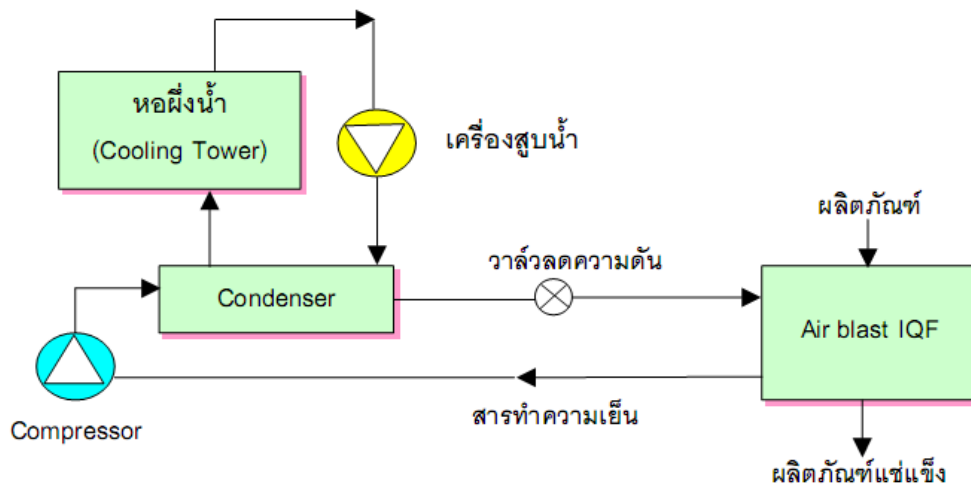 หอผึ่งน้ำ
(Cooling Tower)
เครื่องสูบน้ำ
ผลิตภัณฑ์
วาล์วลดความดัน
Condenser
Air blast IQF
สารทำความเย็น
Compressor
ผลิตภัณฑ์แช่แข็ง